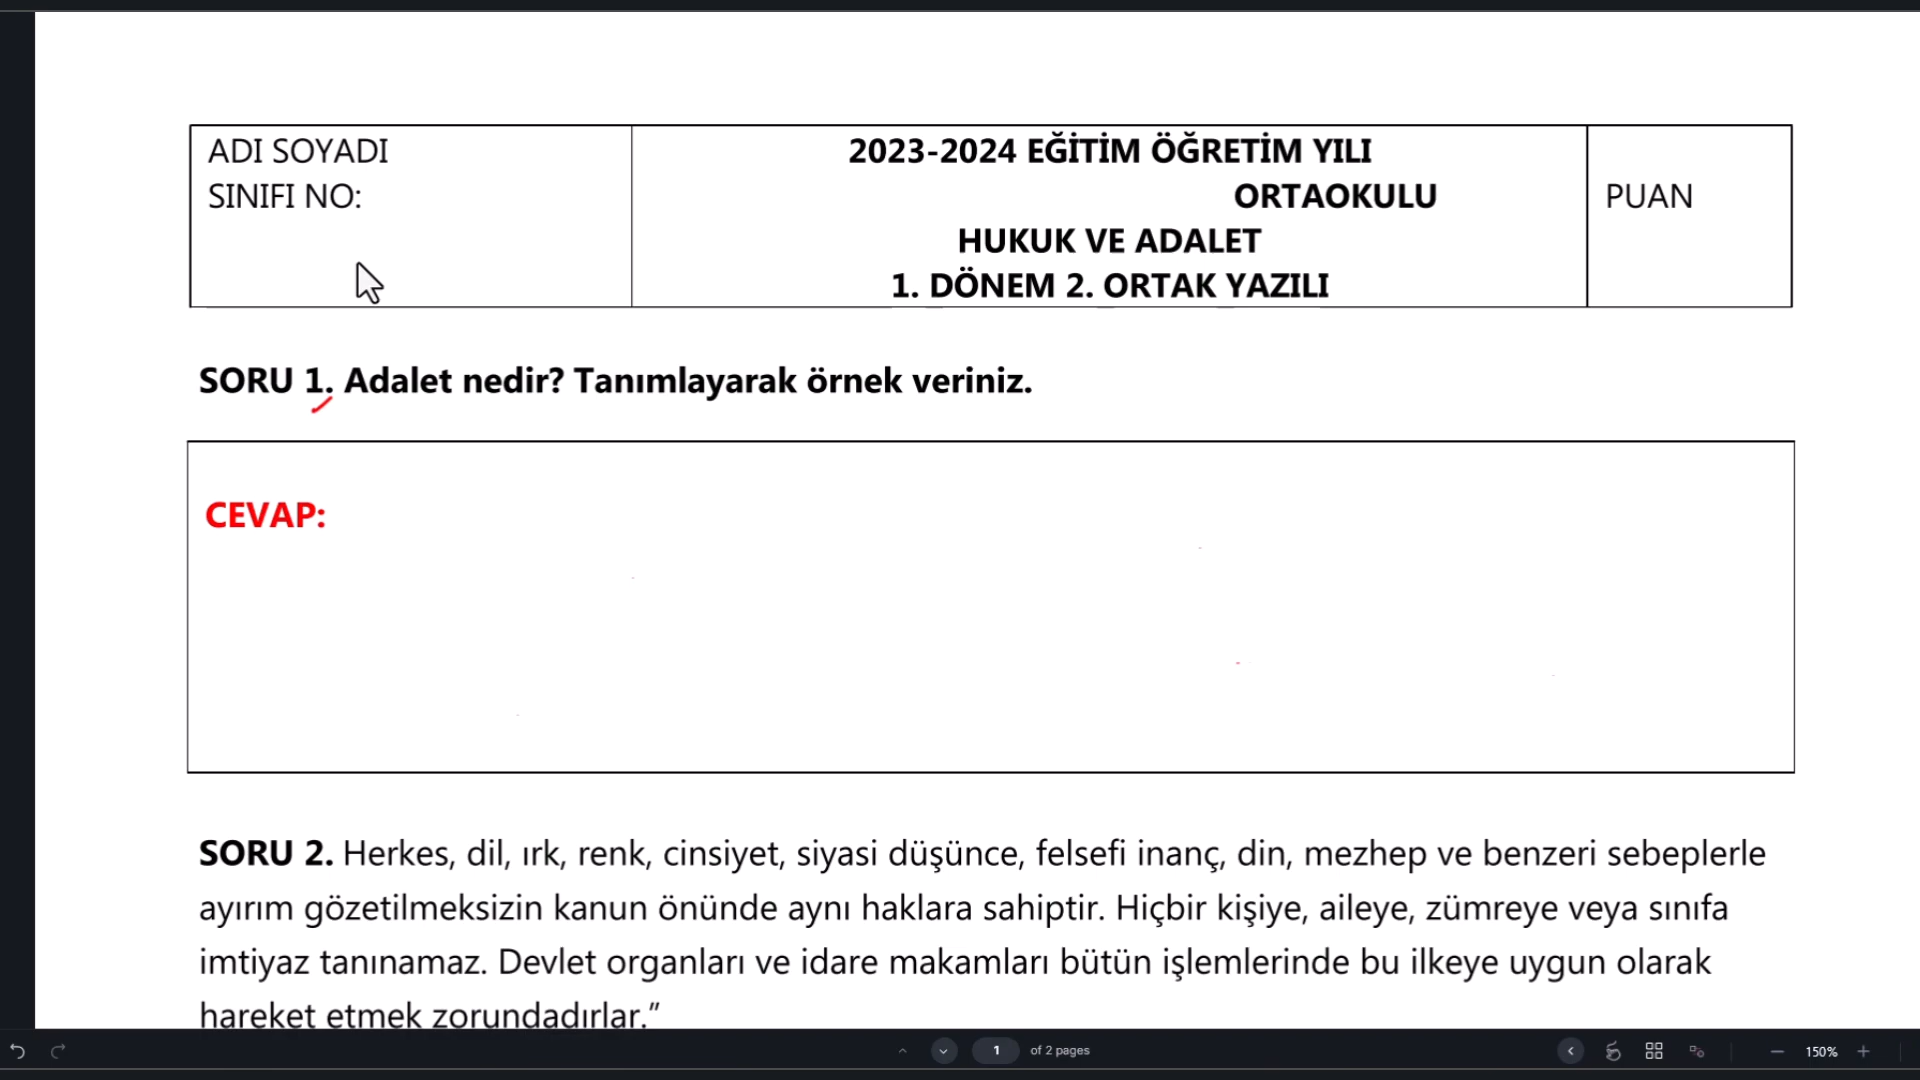 ADI SOYADI
SINIFI NO:
2023-2024 EĞİTİM ÖĞRETİM YILI
ORTAOKULU
HUKUK VE ADALET
1. DÖNEM 2. ORTAK YAZILI
PUAN
SORU 1. Adalet nedir? Tanımlayarak örnek veriniz.
CEVAP:
SORU 2. Herkes, dil, ırk, renk, cinsiyet, siyasi düşünce, felsefi inanç, din, mezhep ve benzeri sebeplerle
ayırım gözetilmeksizin kanun önünde aynı haklara sahiptir. Hiçbir kişiye, aileye, zümreye veya sınıfa
imtiyaz tanınamaz. Devlet organları ve idare makamları bütün işlemlerinde bu ilkeye uygun olarak
hareket etmek zorundadırlar.”
1 of 2 pages
150%